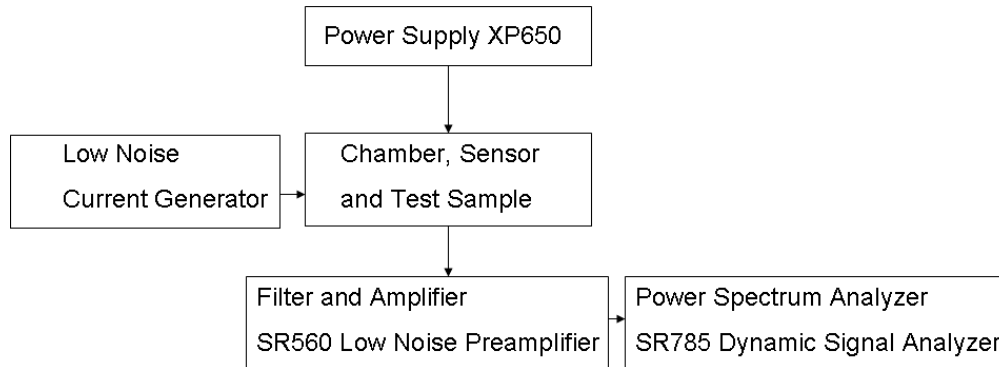 Power Supply XP650
Low Noise
Current Generator
Chamber, Sensor
and Test Sample
Filter and Amplifier
SR560 Low Noise Preamplifier
Power Spectrum Analyzer
SR785 Dynamic Signal Analyzer